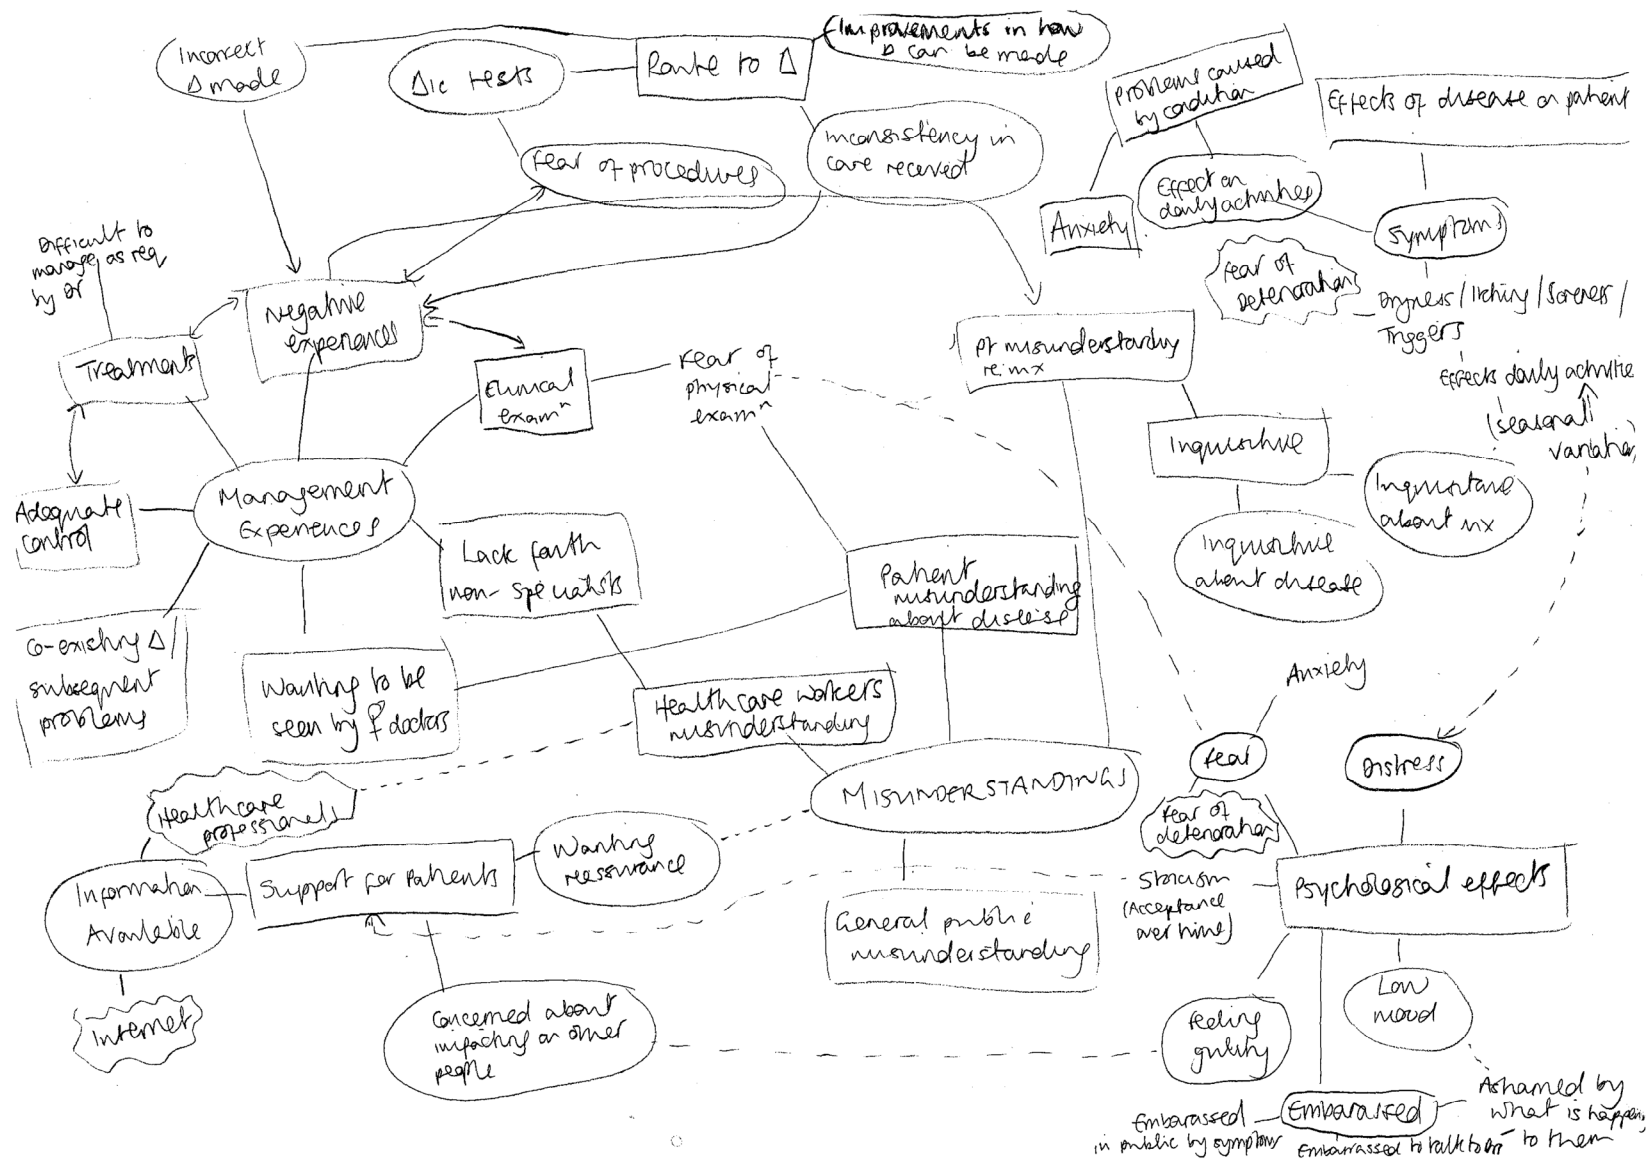 Incorrect
Δ made
Δic tests
Route to Δ
Improvements in how
Δ can be made
Problems caused
by condition
Effects of disease on patient
Fear of procedures
Inconsistency in
care received
Effect on
daily activities
Anxiety
Symptoms
Difficult to
manage as req
by Dr
Fear of
Deterioration
Dryness / Itching / Soreness /
Triggers
Negative
experiences
Treatments
Clinical
examⁿ
Fear of
physical
examⁿ
Pt misunderstanding
re: mx
Effects daily activitie
(seasonal
variation)
Inquisitive
Inquisitive
about mx
Management
Experiences
Adequate
control
Lack faith
non-specialists
Inquisitive
about disease
Patient
misunderstanding
about disease
Co-existing Δ /
subsequent
problems
Wanting to be
seen by ♀ doctors
Healthcare workers
misunderstanding
Anxiety
Fear
Distress
MISUNDERSTANDINGS
Healthcare
professionals
Fear of
deterioration
Wanting
reassurance
Support for Patients
Information
Available
Stoicism
(Acceptance
over time)
Psychological effects
General public
misunderstanding
Internet
Concerned about
impacting on other
people
Feeling
guilty
Low
mood
Embarassed
in public by symptoms
Embarassed
Embarrassed to talk to Dr
Ashamed by
what is happening
to them